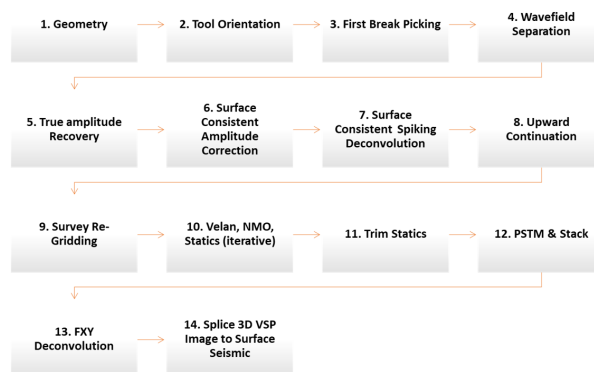 1. Geometry
2. Tool Orientation
3. First Break Picking
4. Wavefield
Separation
5. True amplitude
Recovery
6. Surface
Consistent
Amplitude
Correction
7. Surface
Consistent Spiking
Deconvolution
8. Upward
Continuation
9. Survey Re-
Gridding
10. Velan, NMO,
Statics (iterative)
11. Trim Statics
12. PSTM & Stack
13. FXY
Deconvolution
14. Splice 3D VSP
Image to Surface
Seismic